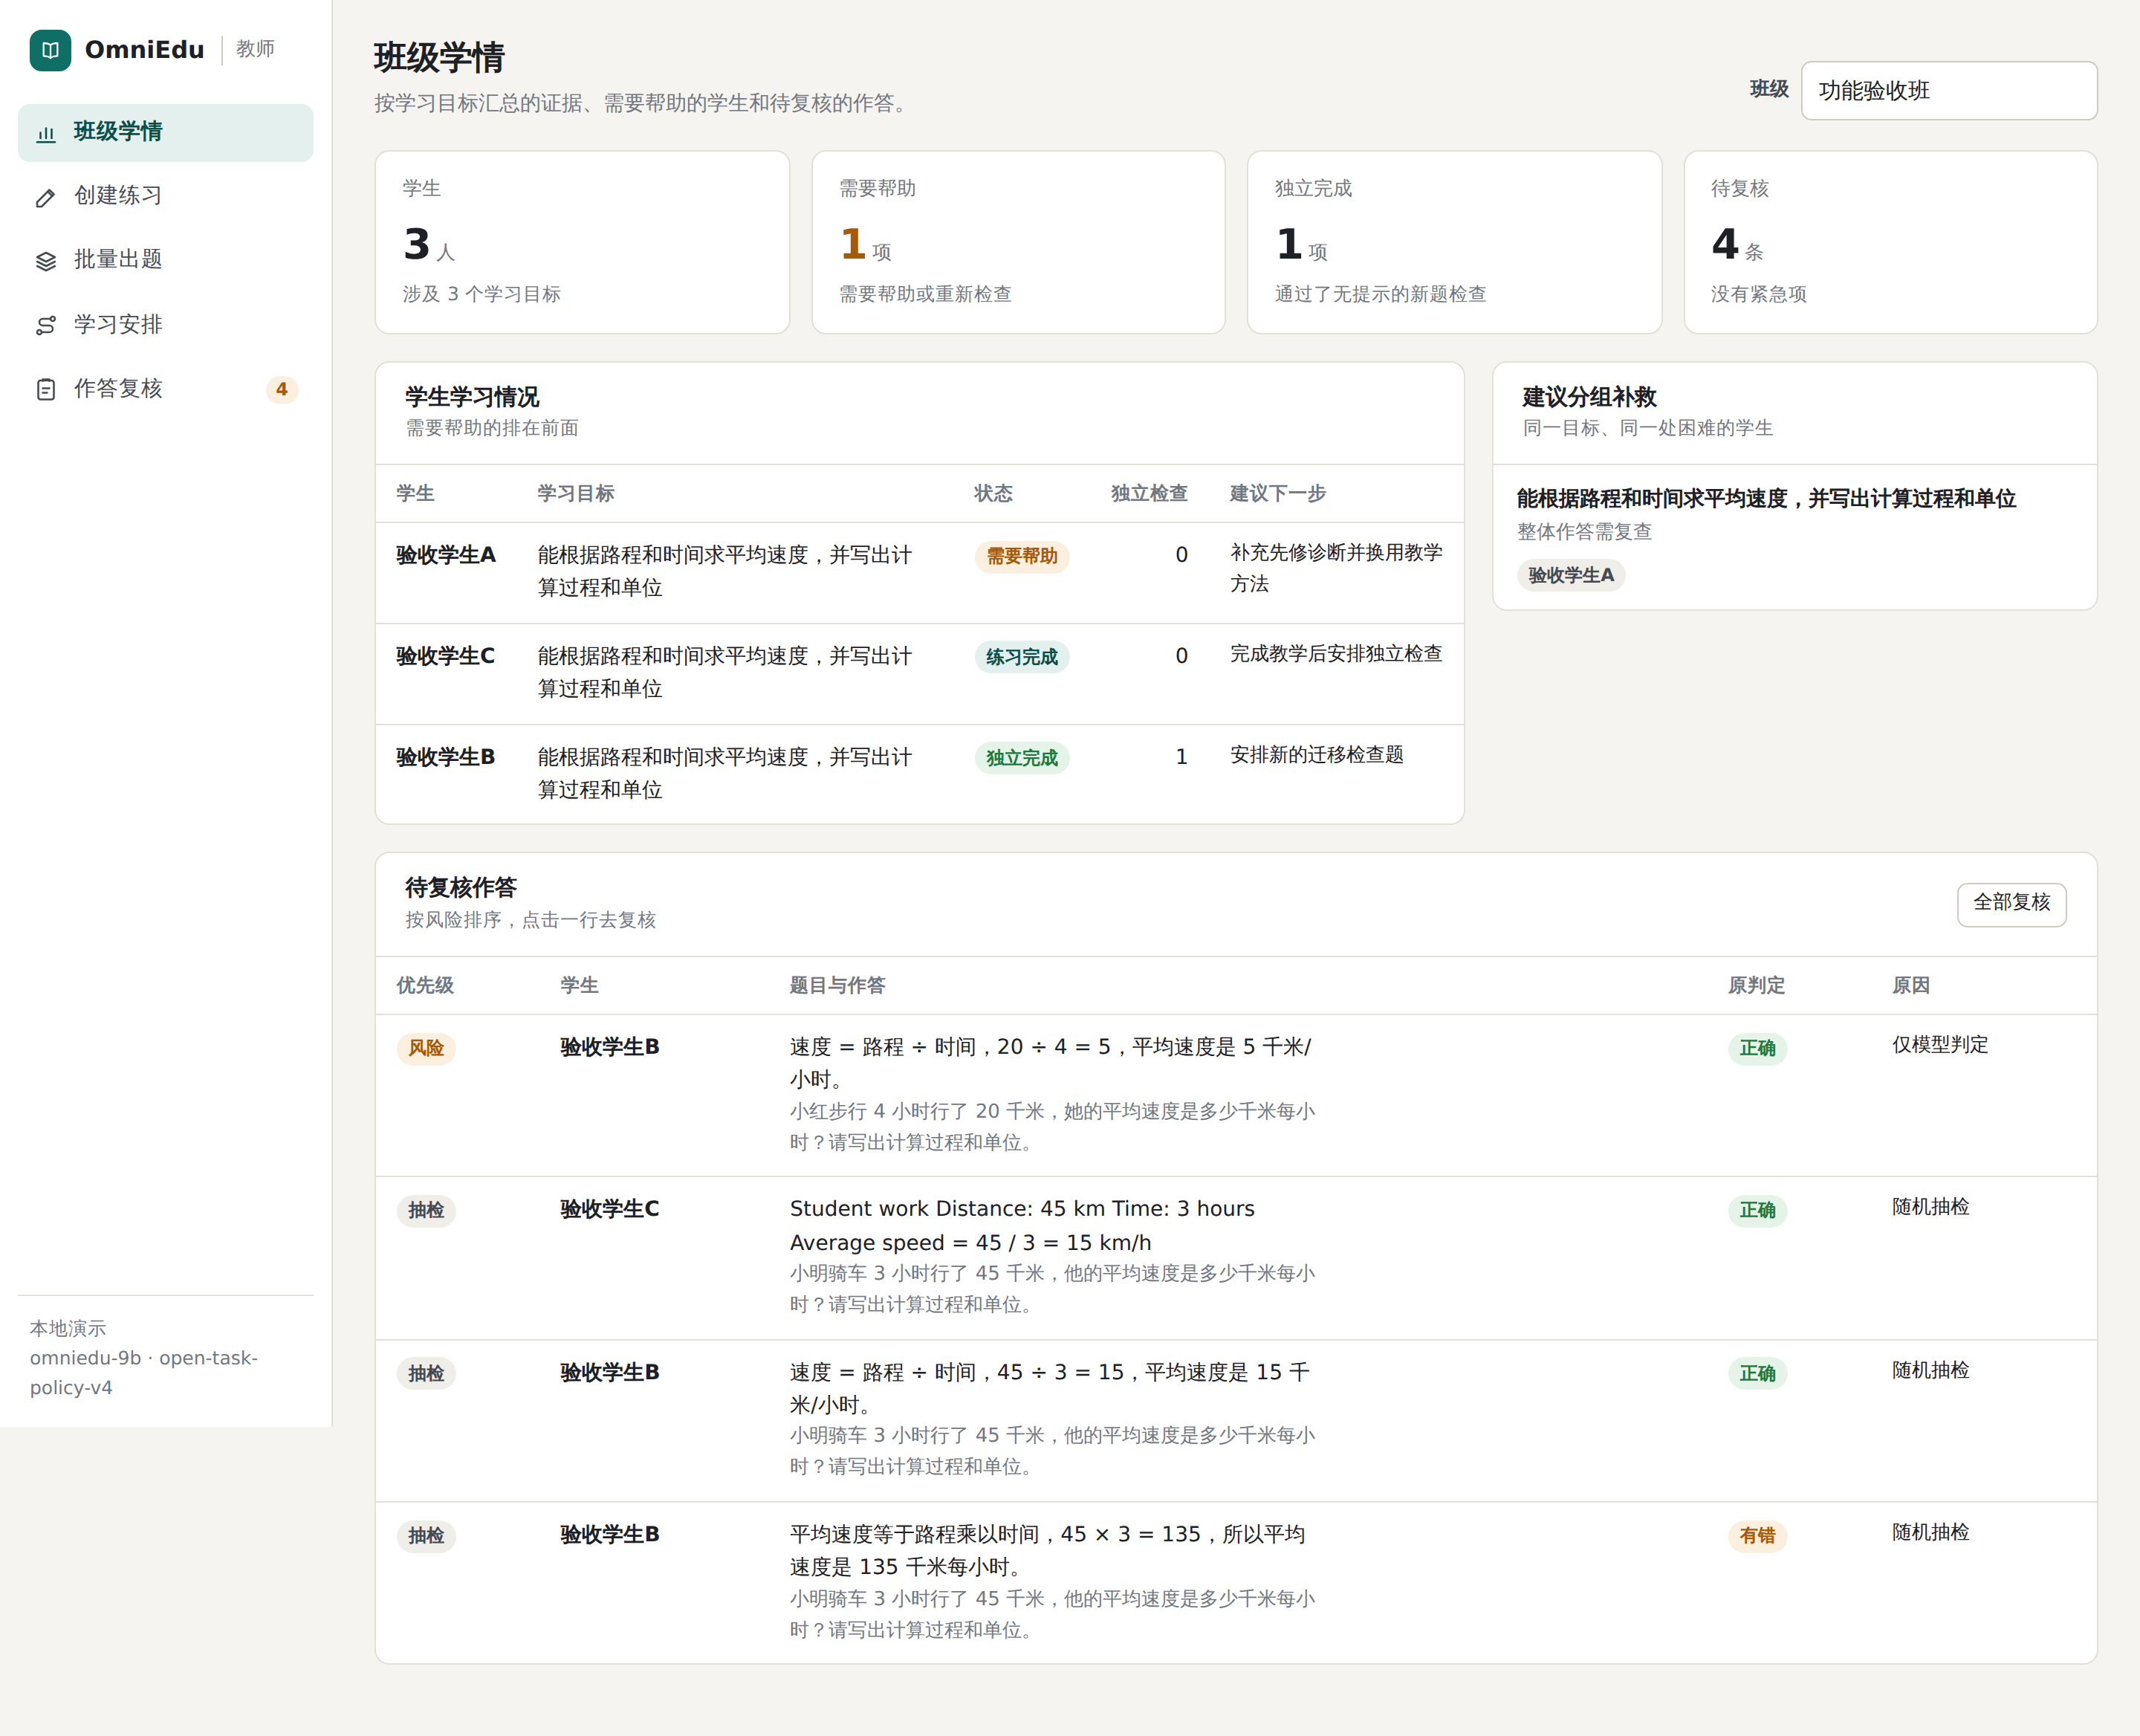 OmniEdu 教师
班级学情
创建练习
批量出题
学习安排
作答复核 4
本地演示
omniedu-9b · open-task-
policy-v4
班级学情
按学习目标汇总的证据、需要帮助的学生和待复核的作答。
班级 功能验收班
学生
3 人
涉及 3 个学习目标
需要帮助
1 项
需要帮助或重新检查
独立完成
1 项
通过了无提示的新题检查
待复核
4 条
没有紧急项
学生学习情况
需要帮助的排在前面
学生 学习目标 状态 独立检查 建议下一步
验收学生A 能根据路程和时间求平均速度，并写出计 需要帮助 0 补充先修诊断并换用教学
算过程和单位 方法
验收学生C 能根据路程和时间求平均速度，并写出计 练习完成 0 完成教学后安排独立检查
算过程和单位
验收学生B 能根据路程和时间求平均速度，并写出计 独立完成 1 安排新的迁移检查题
算过程和单位
建议分组补救
同一目标、同一处困难的学生
能根据路程和时间求平均速度，并写出计算过程和单位
整体作答需复查
验收学生A
待复核作答
按风险排序，点击一行去复核
全部复核
优先级 学生 题目与作答 原判定 原因
风险 验收学生B 速度 = 路程 ÷ 时间，20 ÷ 4 = 5，平均速度是 5 千米/ 正确 仅模型判定
小时。
小红步行 4 小时行了 20 千米，她的平均速度是多少千米每小
时？请写出计算过程和单位。
抽检 验收学生C Student work Distance: 45 km Time: 3 hours 正确 随机抽检
Average speed = 45 / 3 = 15 km/h
小明骑车 3 小时行了 45 千米，他的平均速度是多少千米每小
时？请写出计算过程和单位。
抽检 验收学生B 速度 = 路程 ÷ 时间，45 ÷ 3 = 15，平均速度是 15 千 正确 随机抽检
米/小时。
小明骑车 3 小时行了 45 千米，他的平均速度是多少千米每小
时？请写出计算过程和单位。
抽检 验收学生B 平均速度等于路程乘以时间，45 × 3 = 135，所以平均 有错 随机抽检
速度是 135 千米每小时。
小明骑车 3 小时行了 45 千米，他的平均速度是多少千米每小
时？请写出计算过程和单位。